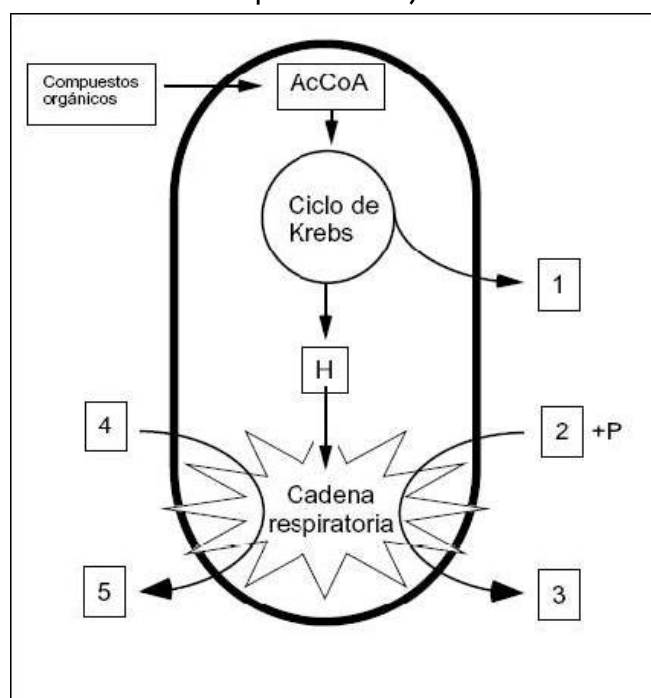 Compuestos
orgánicos
AcCoA
Ciclo de
Krebs
1
H
4
2 +P
Cadena
respiratoria
5
3